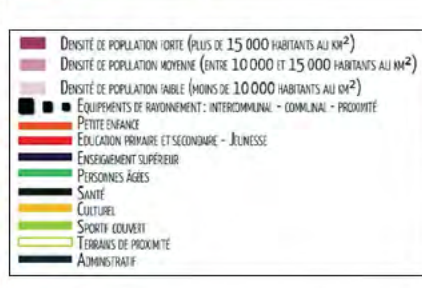 DENSITÉ DE POPULATION FORTE (PLUS DE 15 000 HABITANTS AU KM²)
DENSITÉ DE POPULATION MOYENNE (ENTRE 10 000 ET 15 000 HABITANTS AU KM²)
DENSITÉ DE POPULATION FAIBLE (MOINS DE 10 000 HABITANTS AU KM²)
EQUIPEMENTS DE RAYONNEMENT : INTERCOMMUNAL - COMMUNAL - PROXIMITÉ
PETITE ENFANCE
EDUCATION PRIMAIRE ET SECONDAIRE - JEUNESSE
ENSEIGNEMENT SUPÉRIEUR
PERSONNES ÂGÉES
SANTÉ
CULTUREL
SPORTIF COUVERT
TERRAINS DE PROXIMITÉ
ADMINISTRATIF